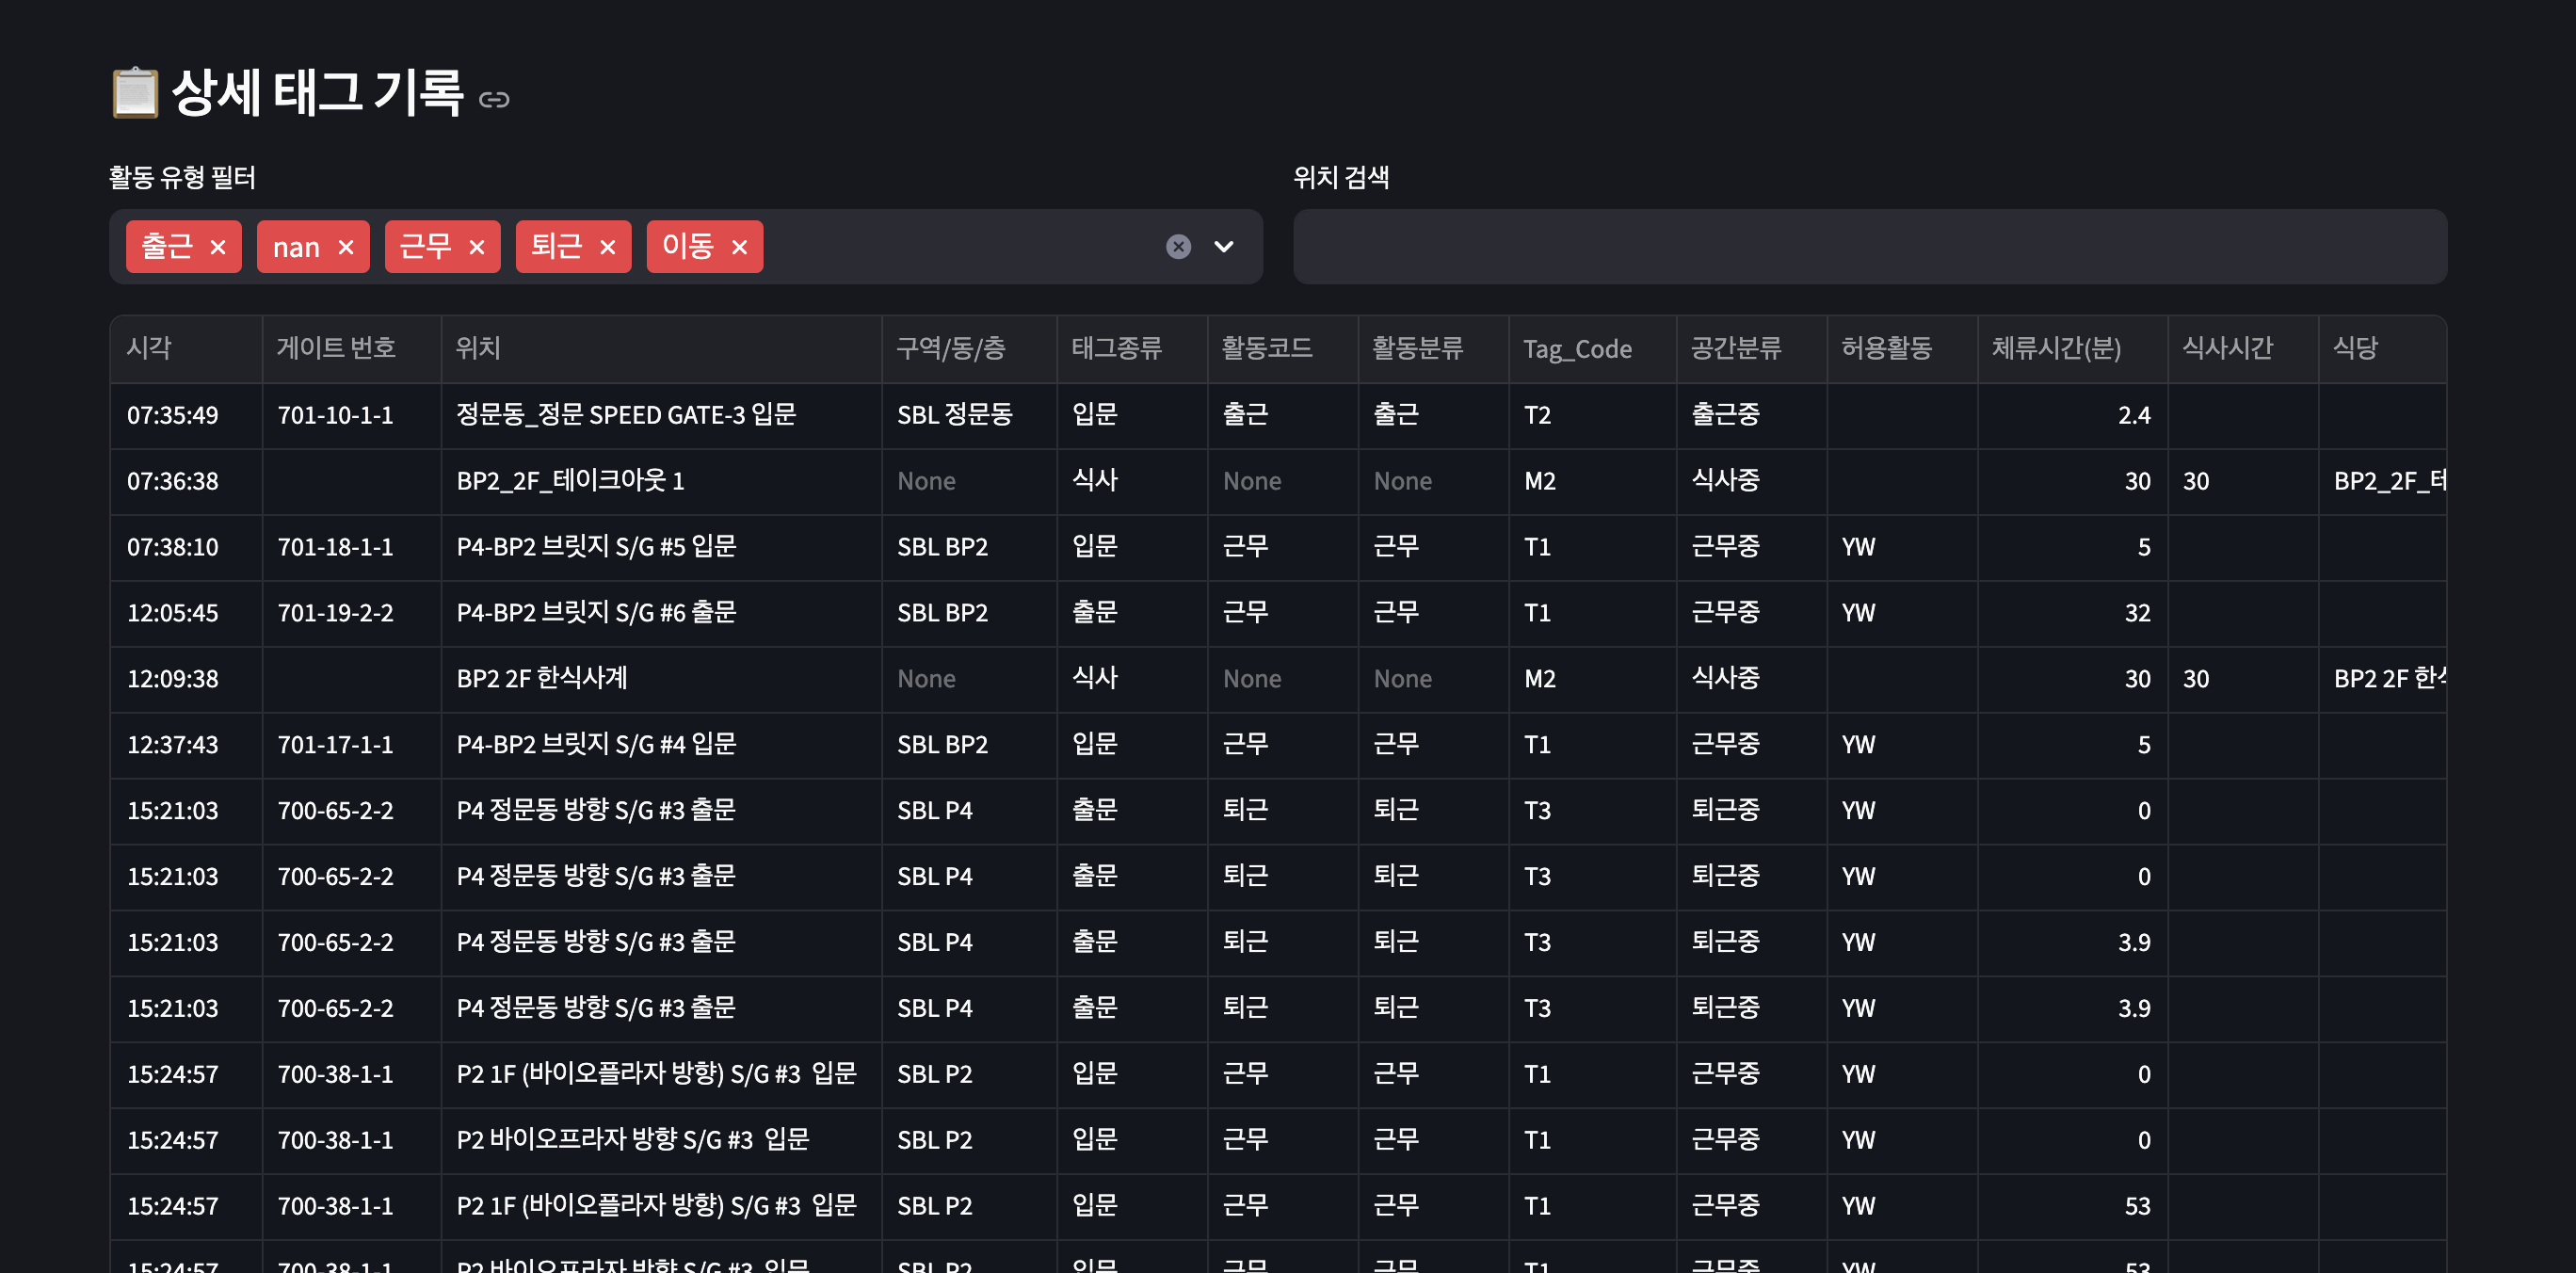 📋 상세 태그 기록
활동 유형 필터
위치 검색
출근 × nan × 근무 × 퇴근 × 이동 ×
시각 게이트 번호 위치 구역/동/층 태그종류 활동코드 활동분류 Tag_Code 공간분류 허용활동 체류시간(분) 식사시간 식당
07:35:49 701-10-1-1 정문동_정문 SPEED GATE-3 입문 SBL 정문동 입문 출근 출근 T2 출근중 2.4
07:36:38 BP2_2F_테이크아웃 1 None 식사 None None M2 식사중 30 30 BP2_2F_테
07:38:10 701-18-1-1 P4-BP2 브릿지 S/G #5 입문 SBL BP2 입문 근무 근무 T1 근무중 YW 5
12:05:45 701-19-2-2 P4-BP2 브릿지 S/G #6 출문 SBL BP2 출문 근무 근무 T1 근무중 YW 32
12:09:38 BP2 2F 한식사계 None 식사 None None M2 식사중 30 30 BP2 2F 한식
12:37:43 701-17-1-1 P4-BP2 브릿지 S/G #4 입문 SBL BP2 입문 근무 근무 T1 근무중 YW 5
15:21:03 700-65-2-2 P4 정문동 방향 S/G #3 출문 SBL P4 출문 퇴근 퇴근 T3 퇴근중 YW 0
15:21:03 700-65-2-2 P4 정문동 방향 S/G #3 출문 SBL P4 출문 퇴근 퇴근 T3 퇴근중 YW 0
15:21:03 700-65-2-2 P4 정문동 방향 S/G #3 출문 SBL P4 출문 퇴근 퇴근 T3 퇴근중 YW 3.9
15:21:03 700-65-2-2 P4 정문동 방향 S/G #3 출문 SBL P4 출문 퇴근 퇴근 T3 퇴근중 YW 3.9
15:24:57 700-38-1-1 P2 1F (바이오플라자 방향) S/G #3 입문 SBL P2 입문 근무 근무 T1 근무중 YW 0
15:24:57 700-38-1-1 P2 바이오프라자 방향 S/G #3 입문 SBL P2 입문 근무 근무 T1 근무중 YW 0
15:24:57 700-38-1-1 P2 1F (바이오플라자 방향) S/G #3 입문 SBL P2 입문 근무 근무 T1 근무중 YW 53
15:24:57 700-38-1-1 P2 바이오프라자 방향 S/G #3 입문 SBL P2 입문 근무 근무 T1 근무중 YW 53